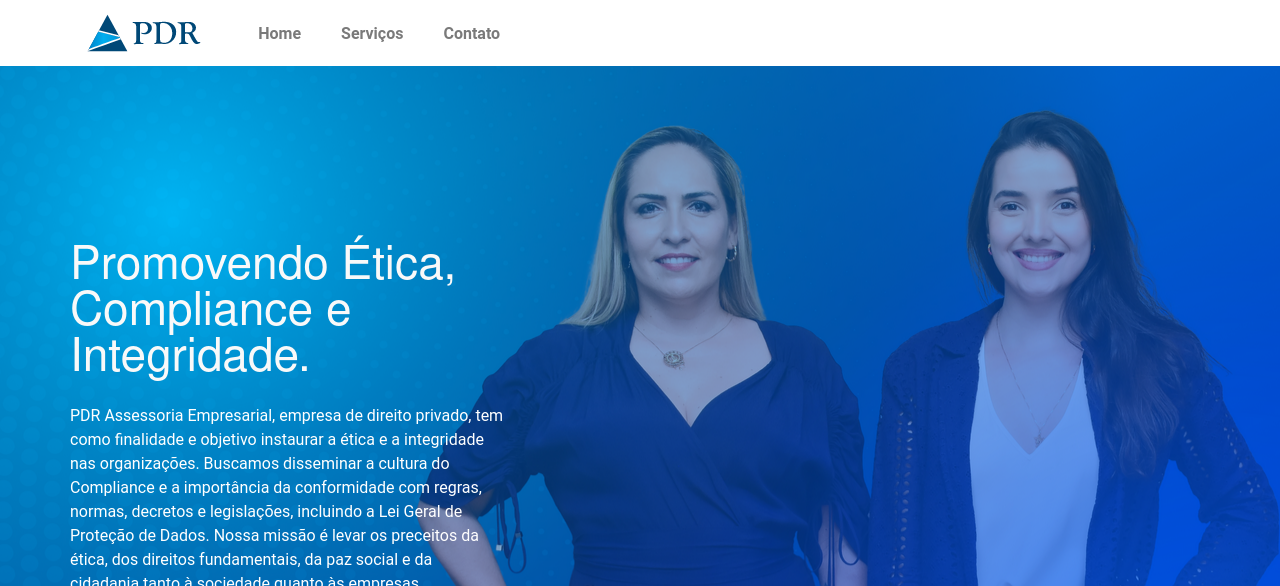 PDR
Home
Serviços
Contato
Promovendo Ética,
Compliance e
Integridade.
PDR Assessoria Empresarial, empresa de direito privado, tem
como finalidade e objetivo instaurar a ética e a integridade
nas organizações. Buscamos disseminar a cultura do
Compliance e a importância da conformidade com regras,
normas, decretos e legislações, incluindo a Lei Geral de
Proteção de Dados. Nossa missão é levar os preceitos da
ética, dos direitos fundamentais, da paz social e da
cidadania tanto à sociedade quanto às empresas